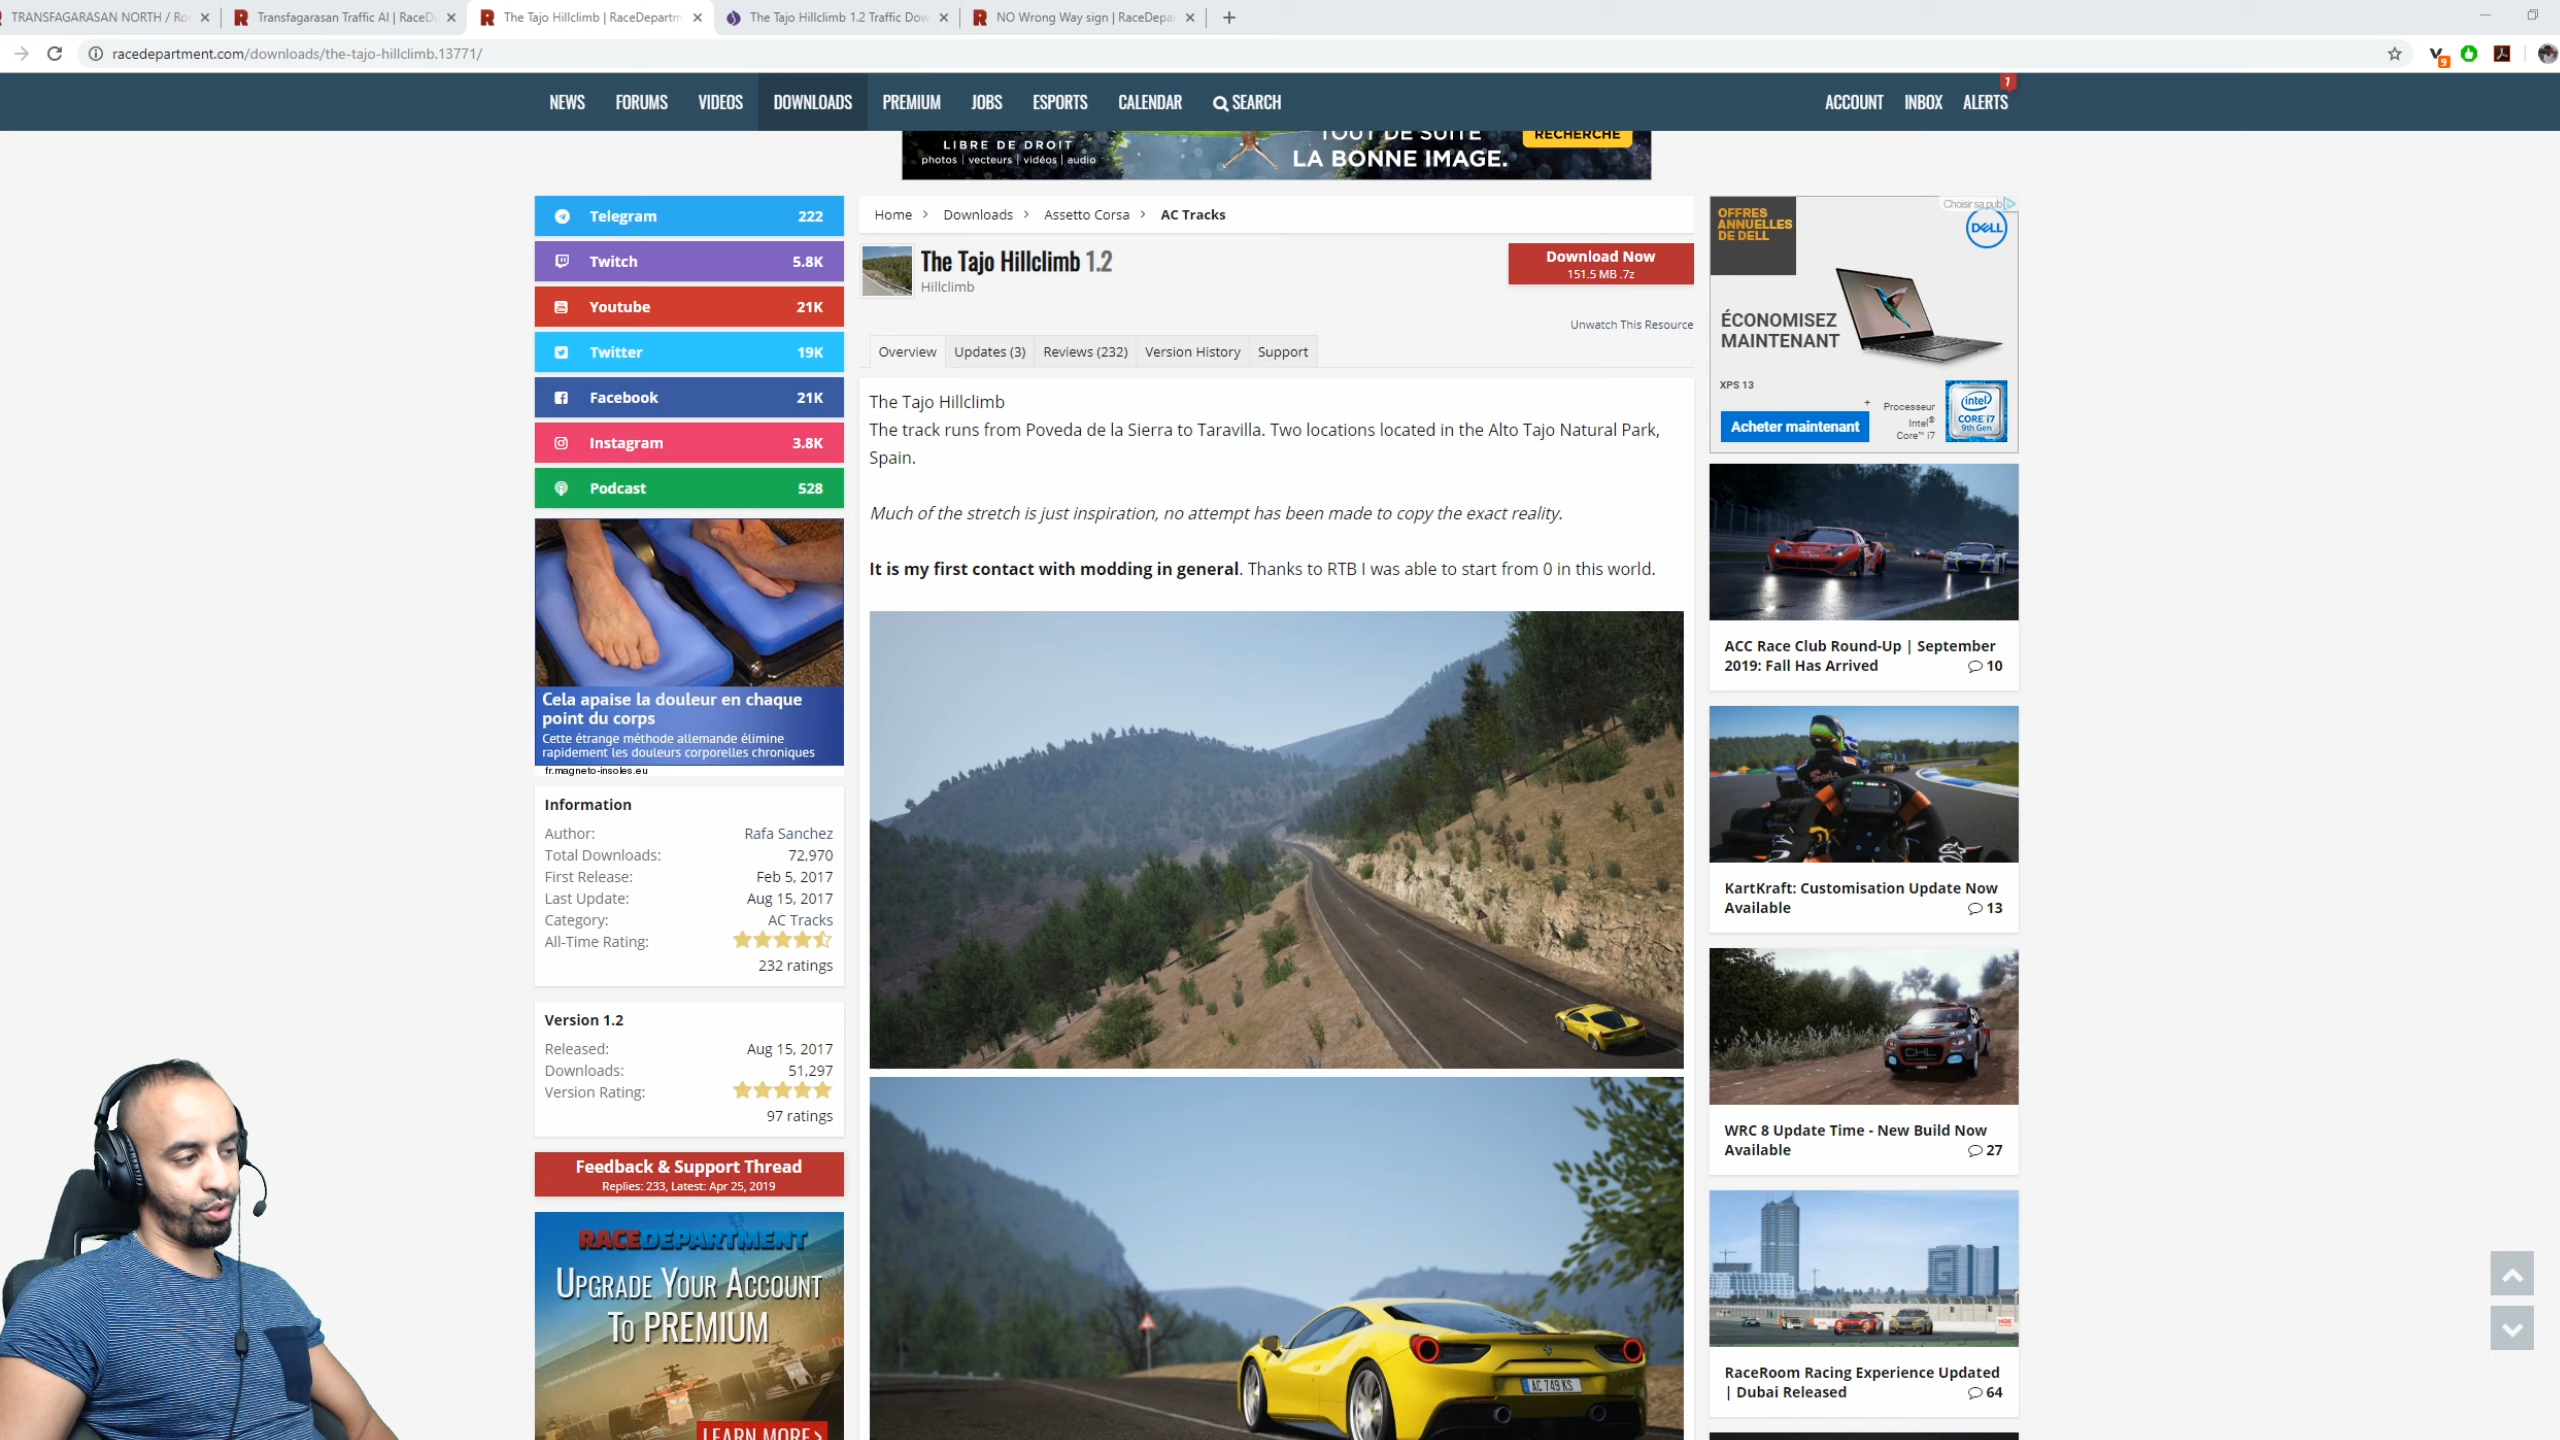 TRANSFAGARASAN NORTH / Ro
Transfagarasan Traffic AI | RaceD
The Tajo Hillclimb | RaceDepartm
The Tajo Hillclimb 1.2 Traffic Dow
NO Wrong Way sign | RaceDepa
racedepartment.com/downloads/the-tajo-hillclimb.13771/
9
NEWS FORUMS VIDEOS DOWNLOADS PREMIUM JOBS ESPORTS CALENDAR SEARCH
ACCOUNT INBOX ALERTS
LIBRE DE DROIT
photos | vecteurs | vidéos | audio
TOUT DE SUITE
LA BONNE IMAGE.
RECHERCHE
Telegram 222
Twitch 5.8K
Youtube 21K
Twitter 19K
Facebook 21K
Instagram 3.8K
Podcast 528
Cela apaise la douleur en chaque
point du corps
Cette étrange méthode allemande élimine
rapidement les douleurs corporelles chroniques
fr.magneto-insoles.eu
Information
Author: Rafa Sanchez
Total Downloads: 72,970
First Release: Feb 5, 2017
Last Update: Aug 15, 2017
Category: AC Tracks
All-Time Rating:
232 ratings
Version 1.2
Released: Aug 15, 2017
Downloads: 51,297
Version Rating:
97 ratings
Feedback & Support Thread
Replies: 233, Latest: Apr 25, 2019
RACEDEPARTMENT
UPGRADE YOUR ACCOUNT
TO PREMIUM
LEARN MORE >
Home > Downloads > Assetto Corsa > AC Tracks
The Tajo Hillclimb 1.2
Hillclimb
Download Now
151.5 MB .7z
Unwatch This Resource
Overview Updates (3) Reviews (232) Version History Support
The Tajo Hillclimb
The track runs from Poveda de la Sierra to Taravilla. Two locations located in the Alto Tajo Natural Park,
Spain.
Much of the stretch is just inspiration, no attempt has been made to copy the exact reality.
It is my first contact with modding in general. Thanks to RTB I was able to start from 0 in this world.
AC 749 KS
Choisir sa pub
OFFRES
ANNUELLES
DE DELL
DELL
ÉCONOMISEZ
MAINTENANT
XPS 13
Acheter maintenant
+
Processeur
Intel®
Core™ i7
intel
CORE i7
9th Gen
ACC Race Club Round-Up | September
2019: Fall Has Arrived 10
KartKraft: Customisation Update Now
Available 13
WRC 8 Update Time - New Build Now
Available 27
RaceRoom Racing Experience Updated
| Dubai Released 64